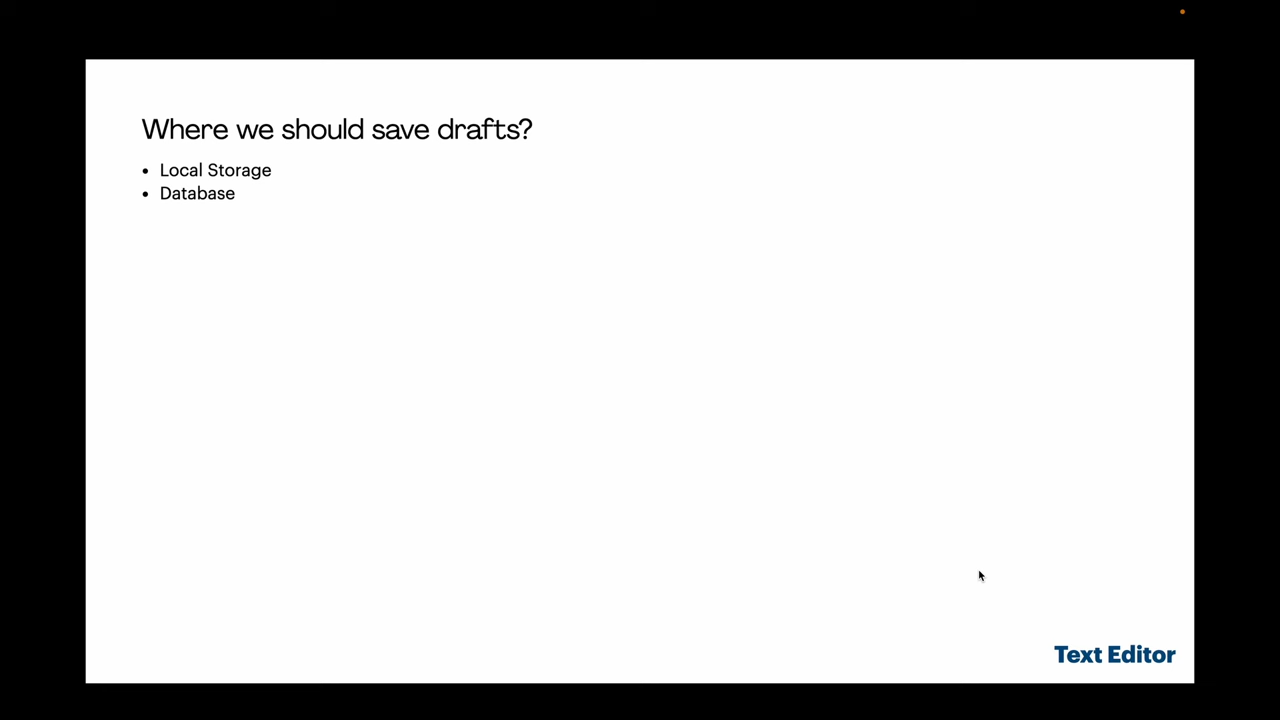 Where we should save drafts?
• Local Storage
• Database
Text Editor